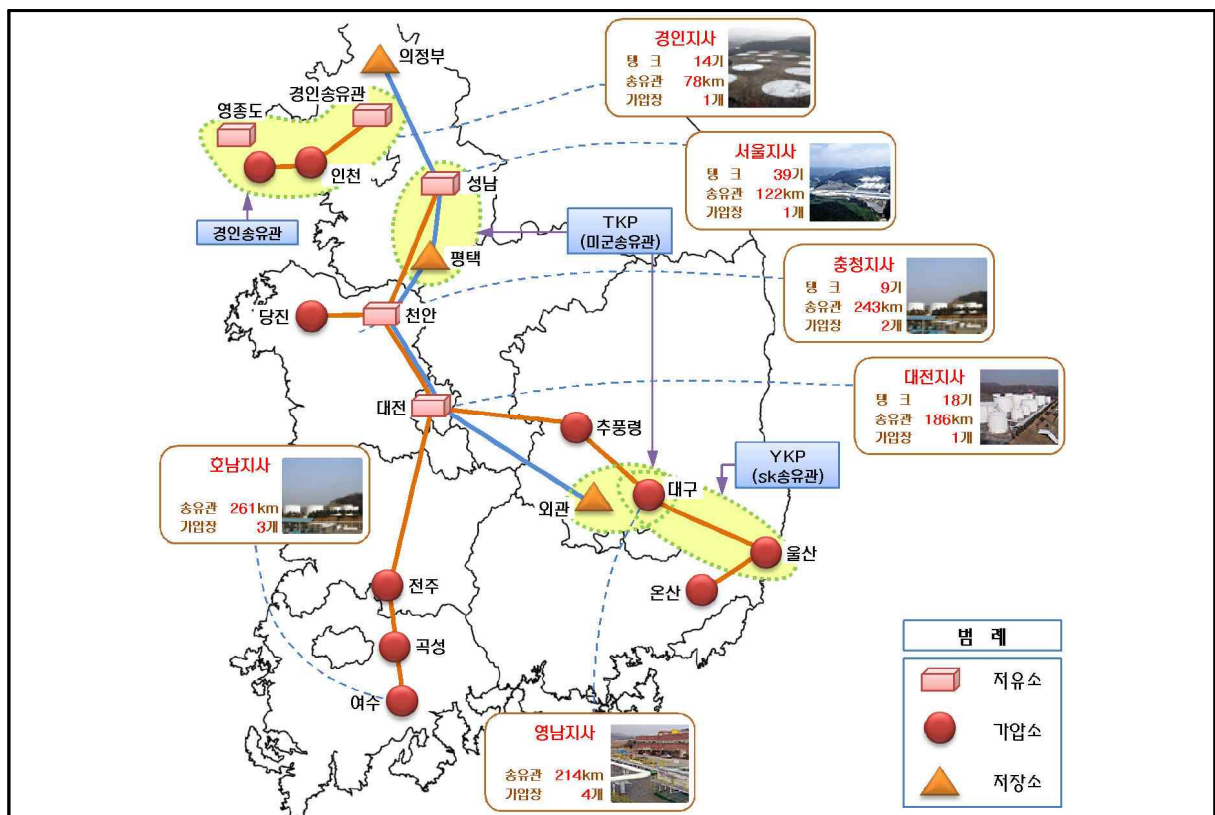 의정부
경인송유관
영종도
인천
경인송유관
성남
평택
TKP
(미군송유관)
당진
천안
대전
추풍령
외관
대구
YKP
(sk송유관)
울산
온산
전주
곡성
여수
경인지사
탱 크 14기
송유관 78km
가압장 1개
서울지사
탱 크 39기
송유관 122km
가압장 1개
충청지사
탱 크 9기
송유관 243km
가압장 2개
대전지사
탱 크 18기
송유관 186km
가압장 1개
호남지사
송유관 261km
가압장 3개
영남지사
송유관 214km
가압장 4개
범 례
저유소
가압소
저장소